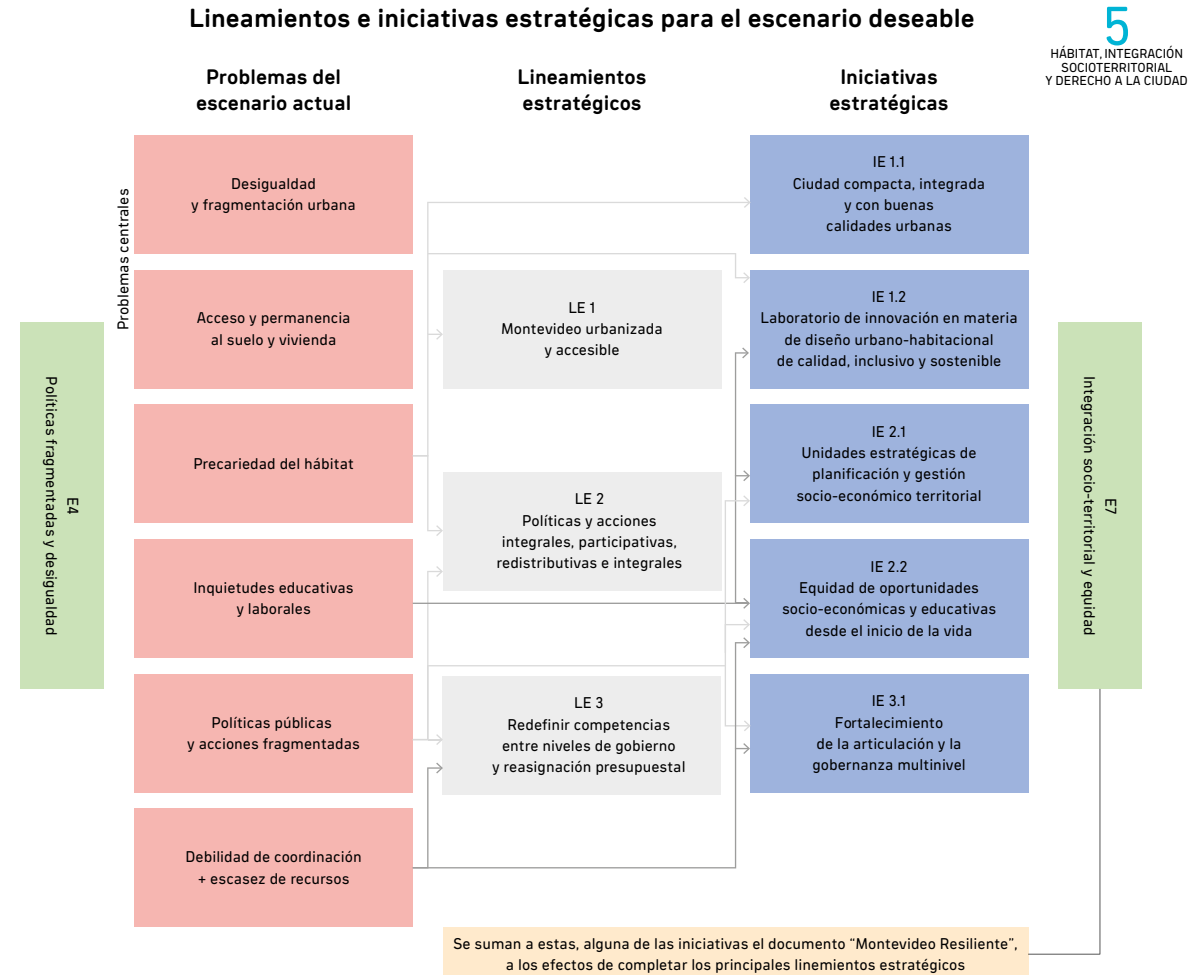 Lineamientos e iniciativas estratégicas para el escenario deseable
5
HÁBITAT, INTEGRACIÓN
SOCIOTERRITORIAL
Y DERECHO A LA CIUDAD
Problemas del
escenario actual
Lineamientos
estratégicos
Iniciativas
estratégicas
Problemas centrales
E4
Políticas fragmentadas y desigualdad
Desigualdad
y fragmentación urbana
Acceso y permanencia
al suelo y vivienda
Precariedad del hábitat
Inquietudes educativas
y laborales
Políticas públicas
y acciones fragmentadas
Debilidad de coordinación
+ escasez de recursos
LE 1
Montevideo urbanizada
y accesible
LE 2
Políticas y acciones
integrales, participativas,
redistributivas e integrales
LE 3
Redefinir competencias
entre niveles de gobierno
y reasignación presupuestal
IE 1.1
Ciudad compacta, integrada
y con buenas
calidades urbanas
IE 1.2
Laboratorio de innovación en materia
de diseño urbano-habitacional
de calidad, inclusivo y sostenible
IE 2.1
Unidades estratégicas de
planificación y gestión
socio-económico territorial
IE 2.2
Equidad de oportunidades
socio-económicas y educativas
desde el inicio de la vida
IE 3.1
Fortalecimiento
de la articulación y la
gobernanza multinivel
E7
Integración socio-territorial y equidad
Se suman a estas, alguna de las iniciativas el documento “Montevideo Resiliente”,
a los efectos de completar los principales linemientos estratégicos